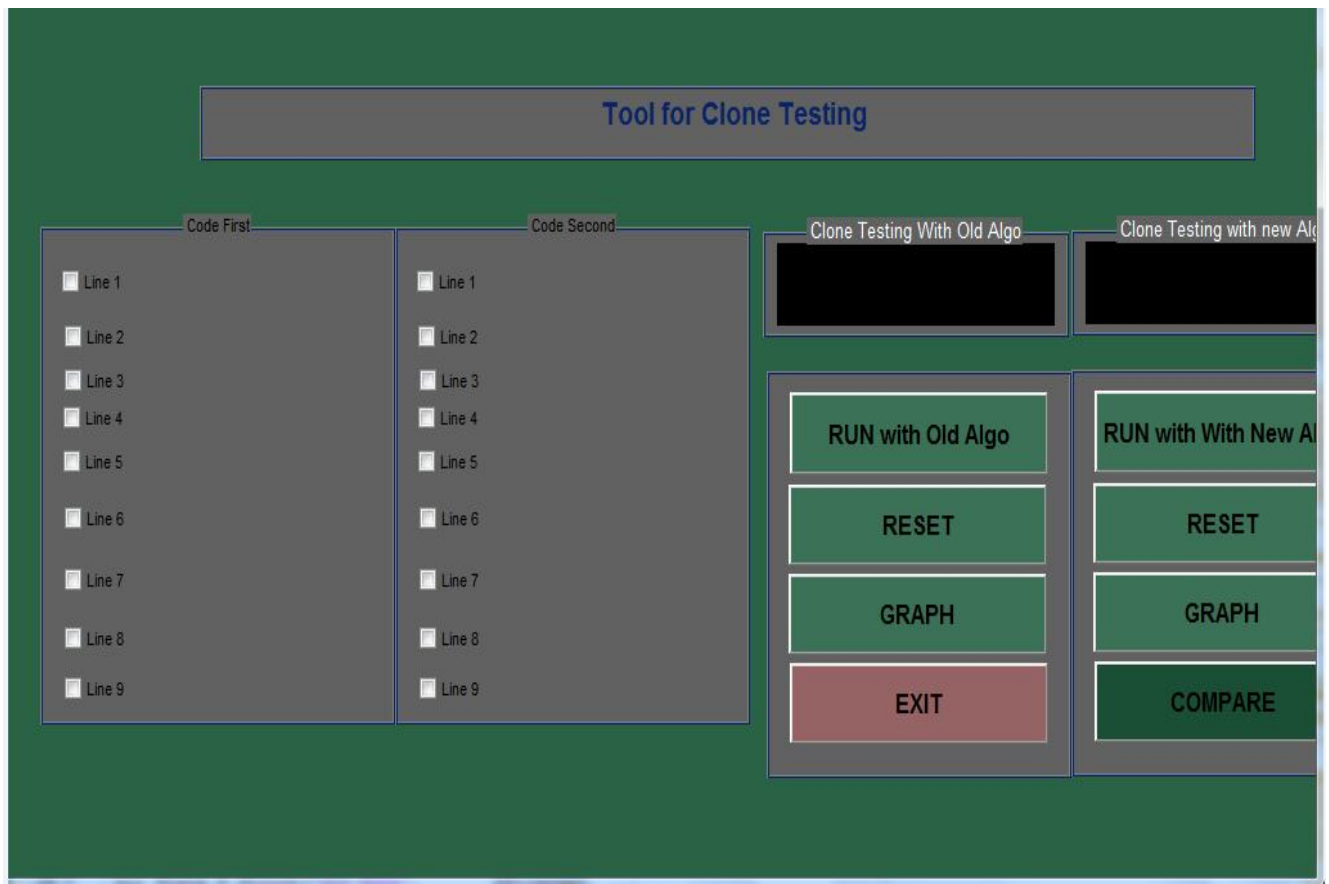 Tool for Clone Testing
Code First
Line 1
Line 2
Line 3
Line 4
Line 5
Line 6
Line 7
Line 8
Line 9
Code Second
Line 1
Line 2
Line 3
Line 4
Line 5
Line 6
Line 7
Line 8
Line 9
Clone Testing With Old Algo
RUN with Old Algo
RESET
GRAPH
EXIT
Clone Testing with new
RUN with With New
RESET
GRAPH
COMPARE